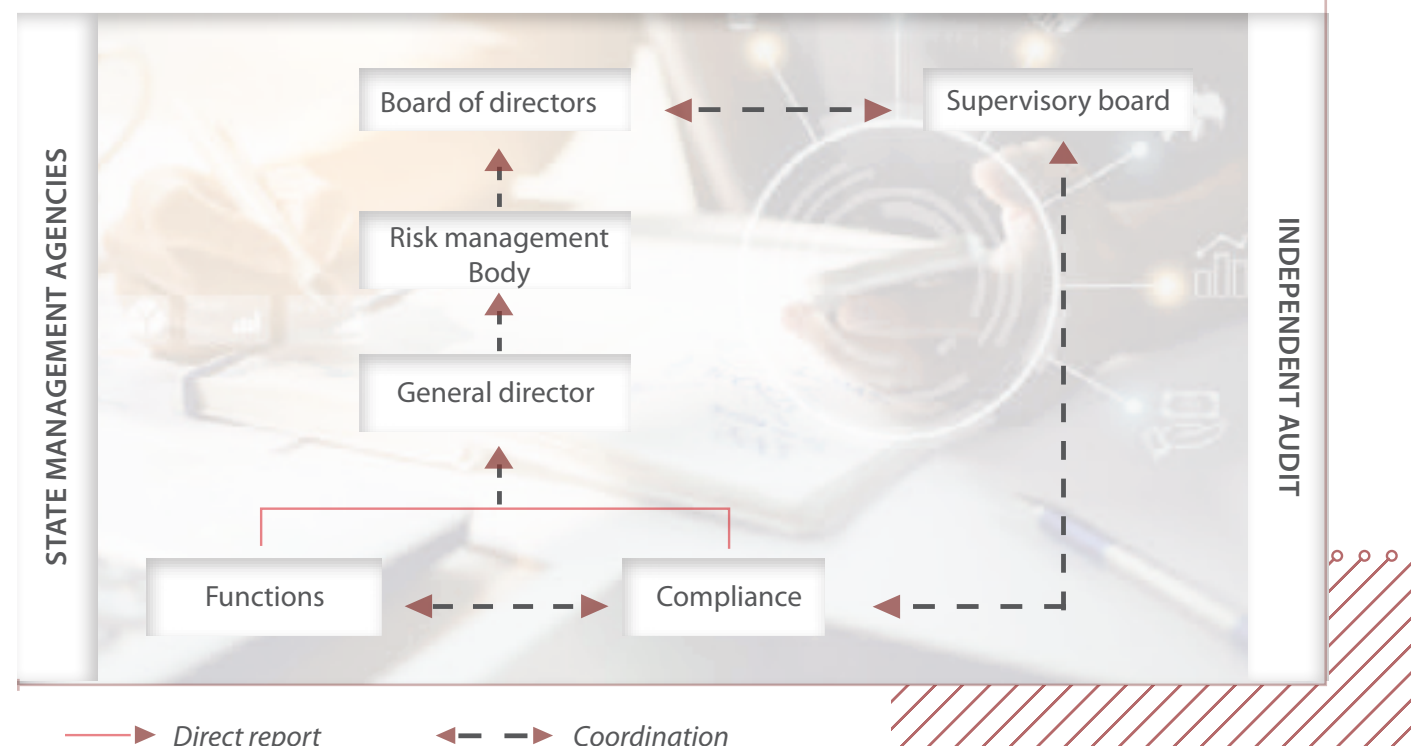 STATE MANAGEMENT AGENCIES
Board of directors
Supervisory board
Risk management
Body
General director
Functions
Compliance
INDEPENDENT AUDIT
Direct report
Coordination